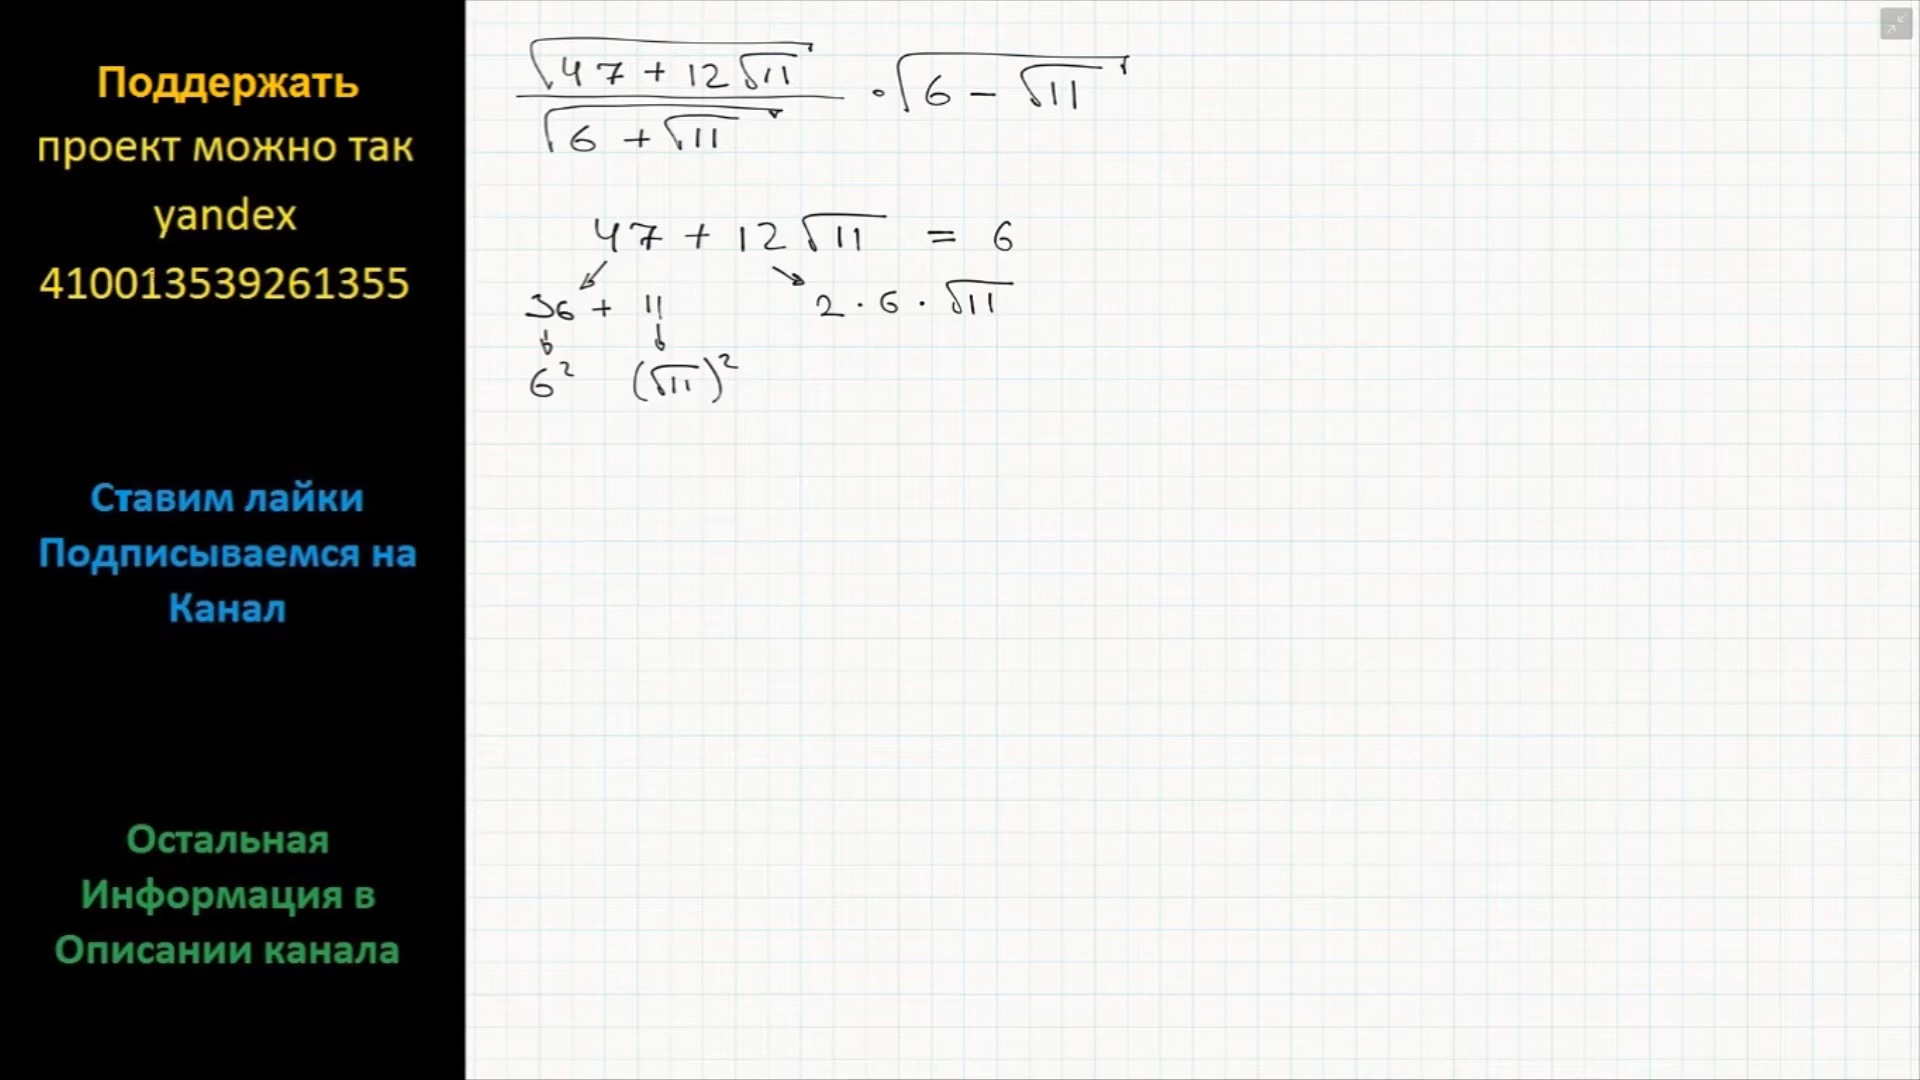 Поддержать
проект можно так
yandex
410013539261355
Ставим лайки
Подписываемся на
Канал
Остальная
Информация в
Описании канала
√(47 + 12√11)
√(6 + √11)
· √(6 − √11)
47 + 12√11 = 6
36 + 11
2 · 6 · √11
6² (√11)²